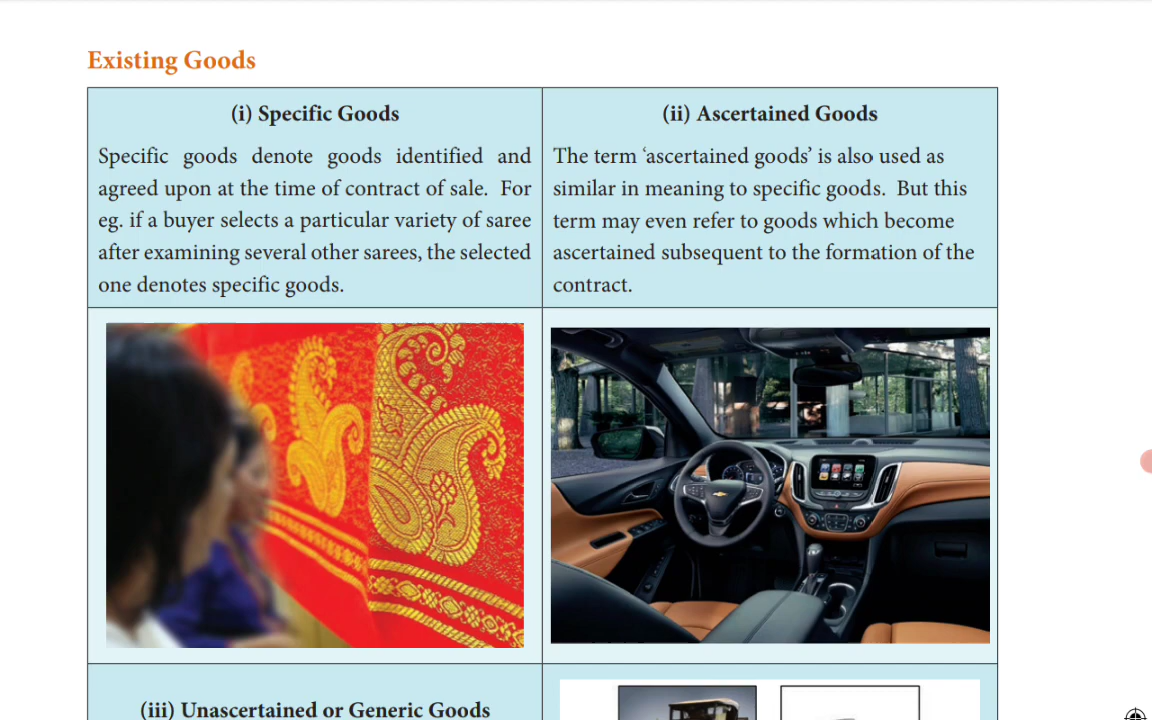 Existing Goods
(i) Specific Goods
Specific goods denote goods identified and
agreed upon at the time of contract of sale. For
eg. if a buyer selects a particular variety of saree
after examining several other sarees, the selected
one denotes specific goods.
(ii) Ascertained Goods
The term ‘ascertained goods’ is also used as
similar in meaning to specific goods. But this
term may even refer to goods which become
ascertained subsequent to the formation of the
contract.
(iii) Unascertained or Generic Goods